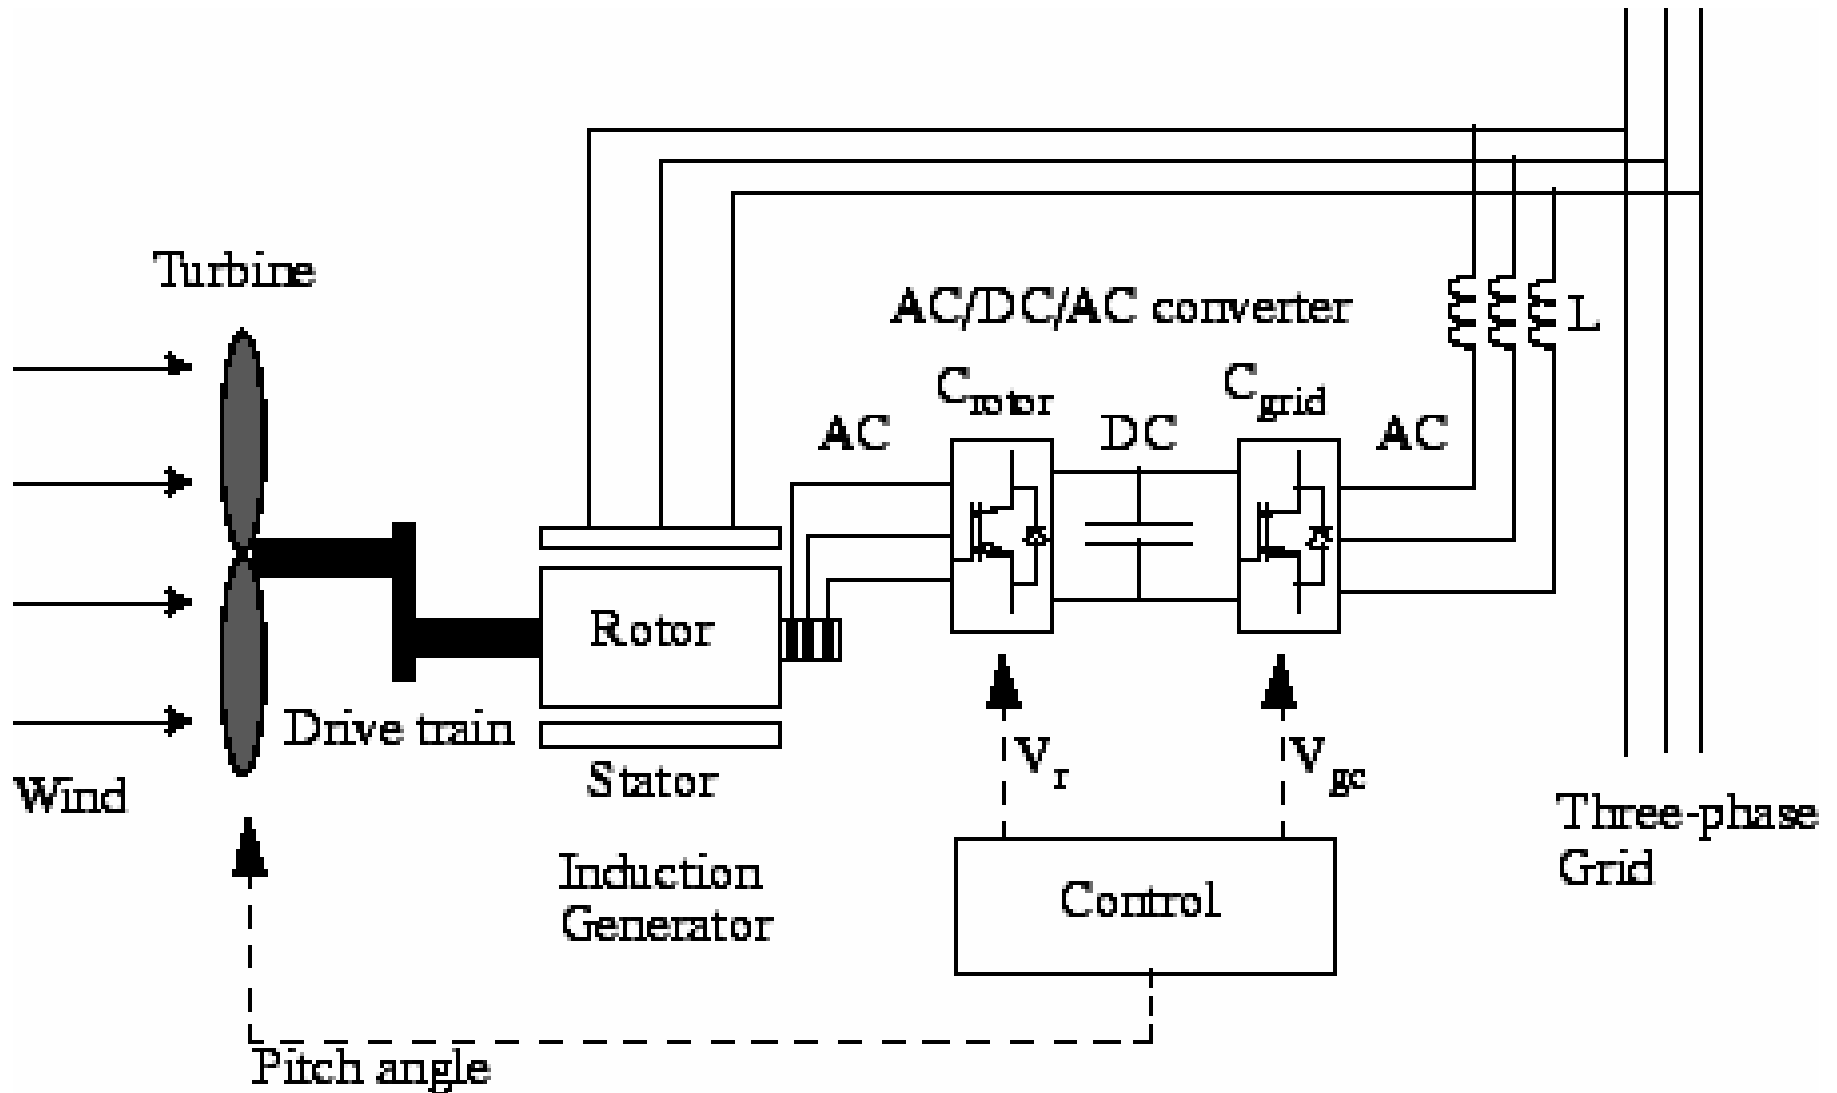 Turbine
AC/DC/AC converter
L
C_rotor
C_grid
AC
DC
AC
Rotor
Drive train
Stator
Wind
V_r
V_gc
Three-phase
Grid
Induction
Generator
Control
Pitch angle